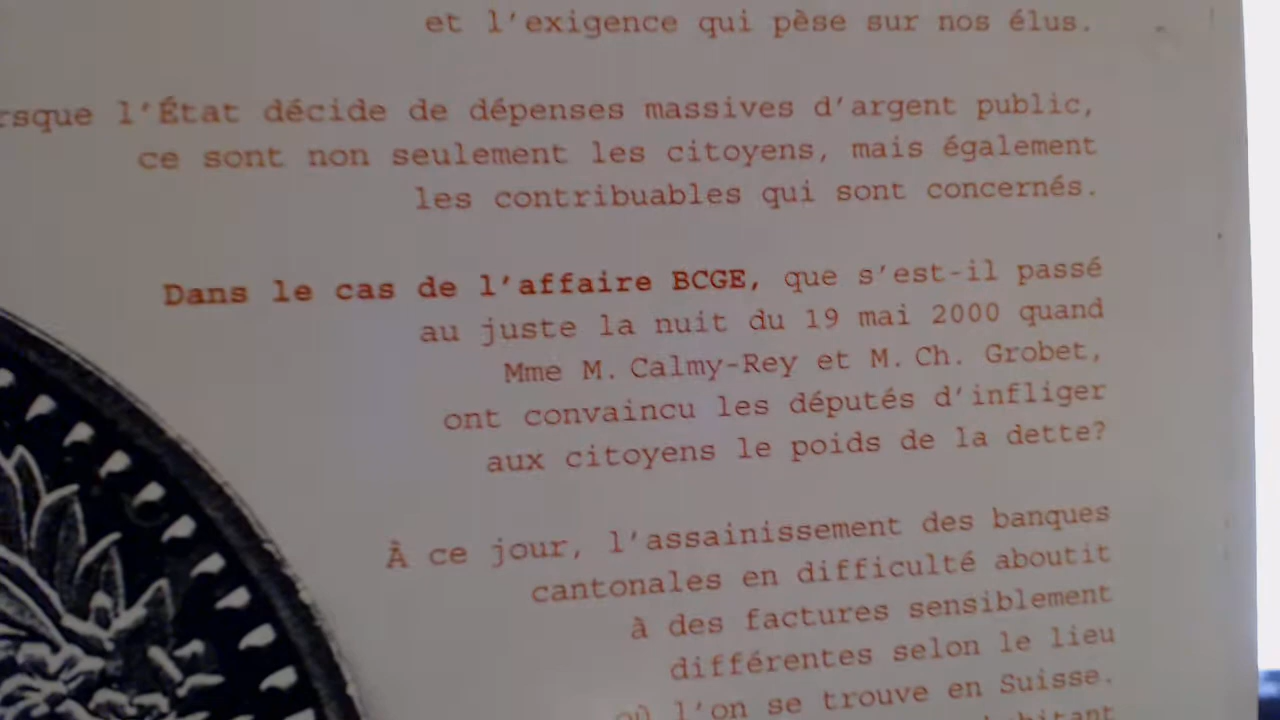 et l'exigence qui pèse sur nos élus.
l'État décide de dépenses massives d'argent public,
ce sont non seulement les citoyens, mais également
les contribuables qui sont concernés.
Dans le cas de l'affaire BCGE, que s'est-il passé
au juste la nuit du 19 mai 2000 quand
Mme M. Calmy-Rey et M. Ch. Grobet,
ont convaincu les députés d'infliger
aux citoyens le poids de la dette?
À ce jour, l'assainissement des banques
cantonales en difficulté aboutit
à des factures sensiblement
différentes selon le lieu
où l'on se trouve en Suisse.